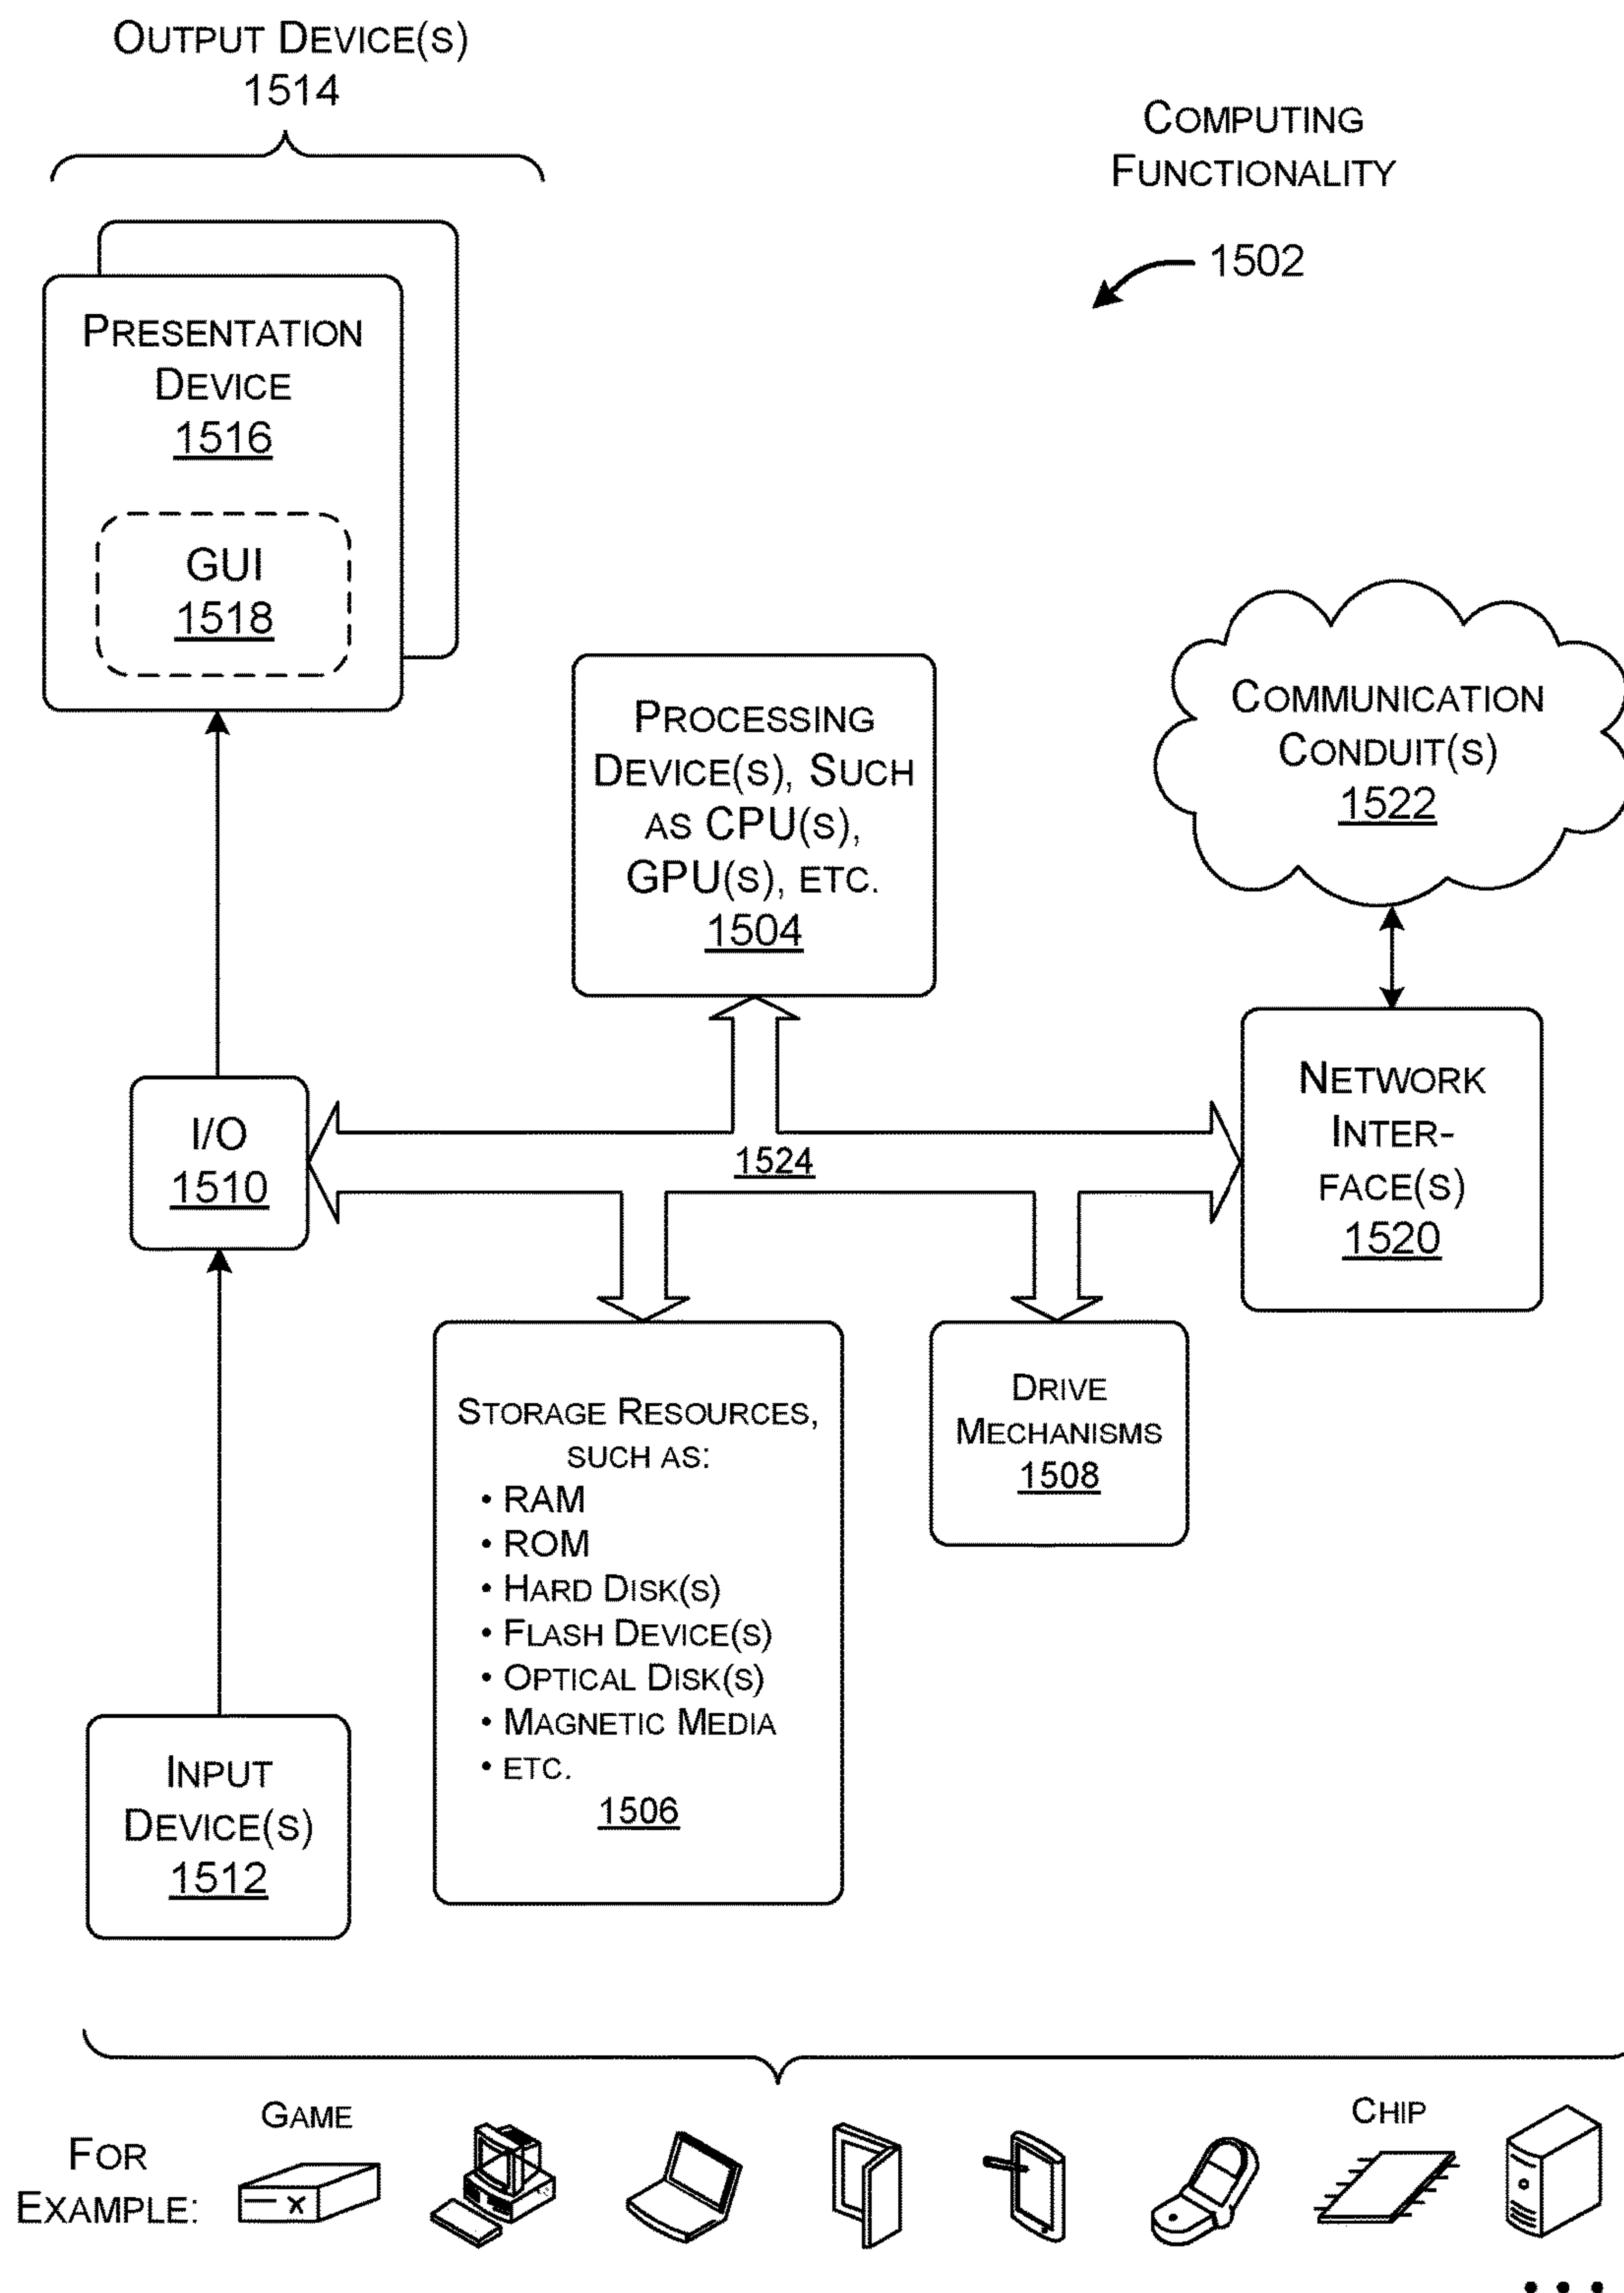 OUTPUT DEVICE(S)
1514
COMPUTING
FUNCTIONALITY
1502
PRESENTATION
DEVICE
1516
GUI
1518
PROCESSING
DEVICE(S), SUCH
AS CPU(S),
GPU(S), ETC.
1504
COMMUNICATION
CONDUIT(S)
1522
I/O
1510
1524
NETWORK
INTER-
FACE(S)
1520
STORAGE RESOURCES,
SUCH AS:
• RAM
• ROM
• HARD DISK(S)
• FLASH DEVICE(S)
• OPTICAL DISK(S)
• MAGNETIC MEDIA
• ETC.
1506
DRIVE
MECHANISMS
1508
INPUT
DEVICE(S)
1512
FOR
EXAMPLE:
GAME
X
CHIP
...